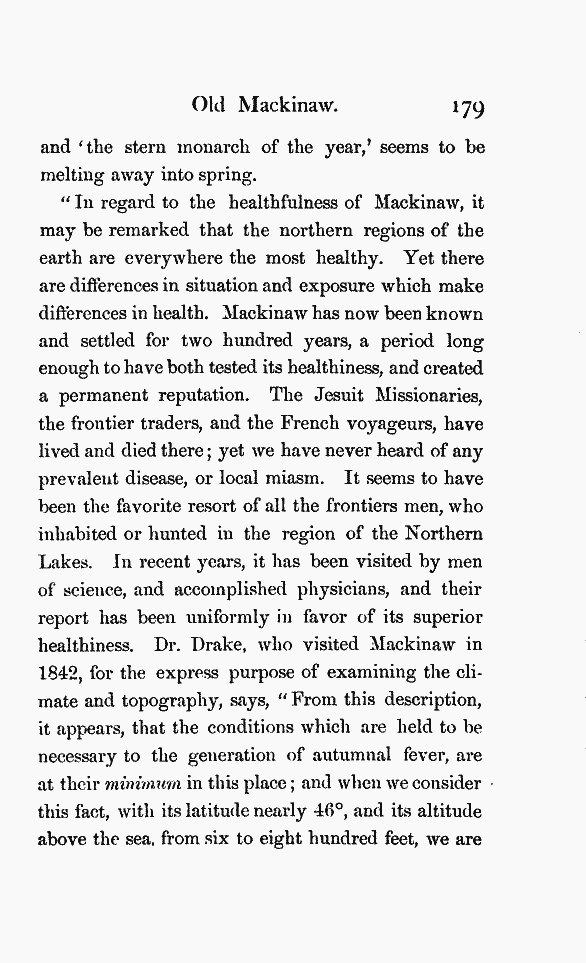 Old Mackinaw. 179
and ‘the stern monarch of the year,’ seems to be
melting away into spring.
“In regard to the healthfulness of Mackinaw, it
may be remarked that the northern regions of the
earth are everywhere the most healthy. Yet there
are differences in situation and exposure which make
differences in health. Mackinaw has now been known
and settled for two hundred years, a period long
enough to have both tested its healthiness, and created
a permanent reputation. The Jesuit Missionaries,
the frontier traders, and the French voyageurs, have
lived and died there; yet we have never heard of any
prevalent disease, or local miasm. It seems to have
been the favorite resort of all the frontiers men, who
inhabited or hunted in the region of the Northern
Lakes. In recent years, it has been visited by men
of science, and accomplished physicians, and their
report has been uniformly in favor of its superior
healthiness. Dr. Drake, who visited Mackinaw in
1842, for the express purpose of examining the cli-
mate and topography, says, “From this description,
it appears, that the conditions which are held to be
necessary to the generation of autumnal fever, are
at their minimum in this place; and when we consider
this fact, with its latitude nearly 46°, and its altitude
above the sea, from six to eight hundred feet, we are